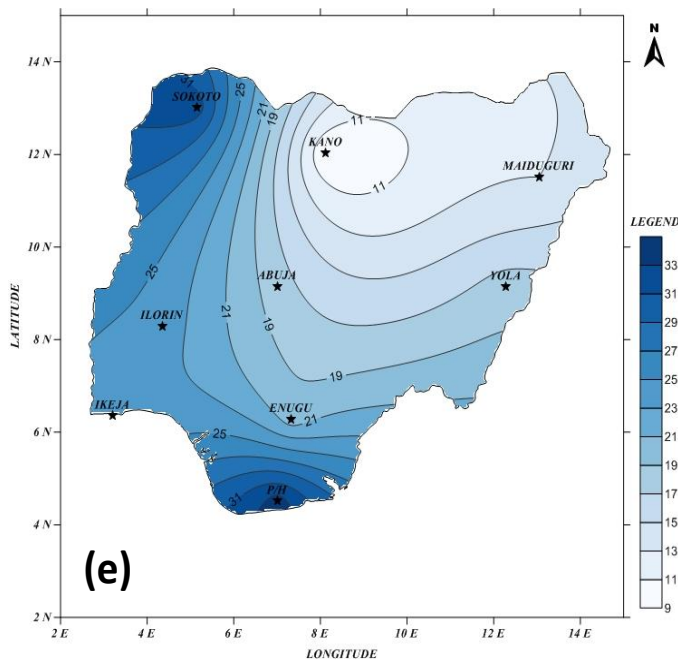 N
14 N
12 N
10 N
8 N
6 N
4 N
2 N
LATITUDE
31
25
21
19
SOKOTO
11
KANO
11
MAIDUGURI
25
ABUJA
YOLA
ILORIN
21
19
19
IKEJA
ENUGU
21
25
31
P/H
(e)
2 E 4 E 6 E 8 E 10 E 12 E 14 E
LONGITUDE
LEGEND
33
31
29
27
25
23
21
19
17
15
13
11
9